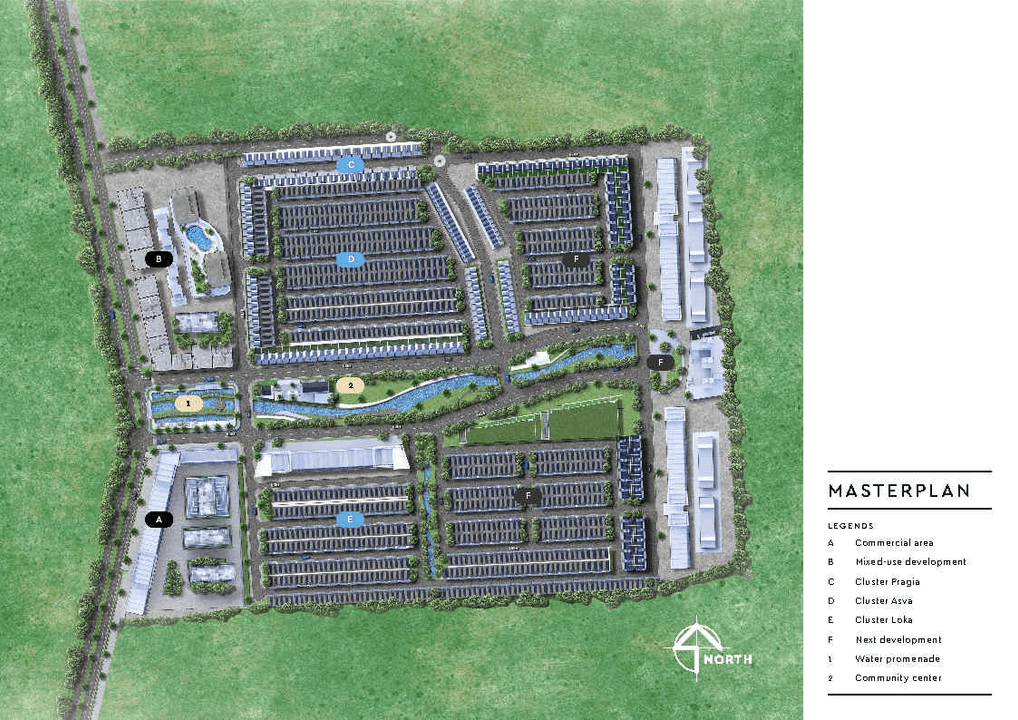 C
B
D
F
F
2
1
F
A
E
NORTH
MASTERPLAN
LEGENDS
A Commercial area
B Mixed-use development
C Cluster Pragia
D Cluster Asva
E Cluster Loka
F Next development
1 Water promenade
2 Community center